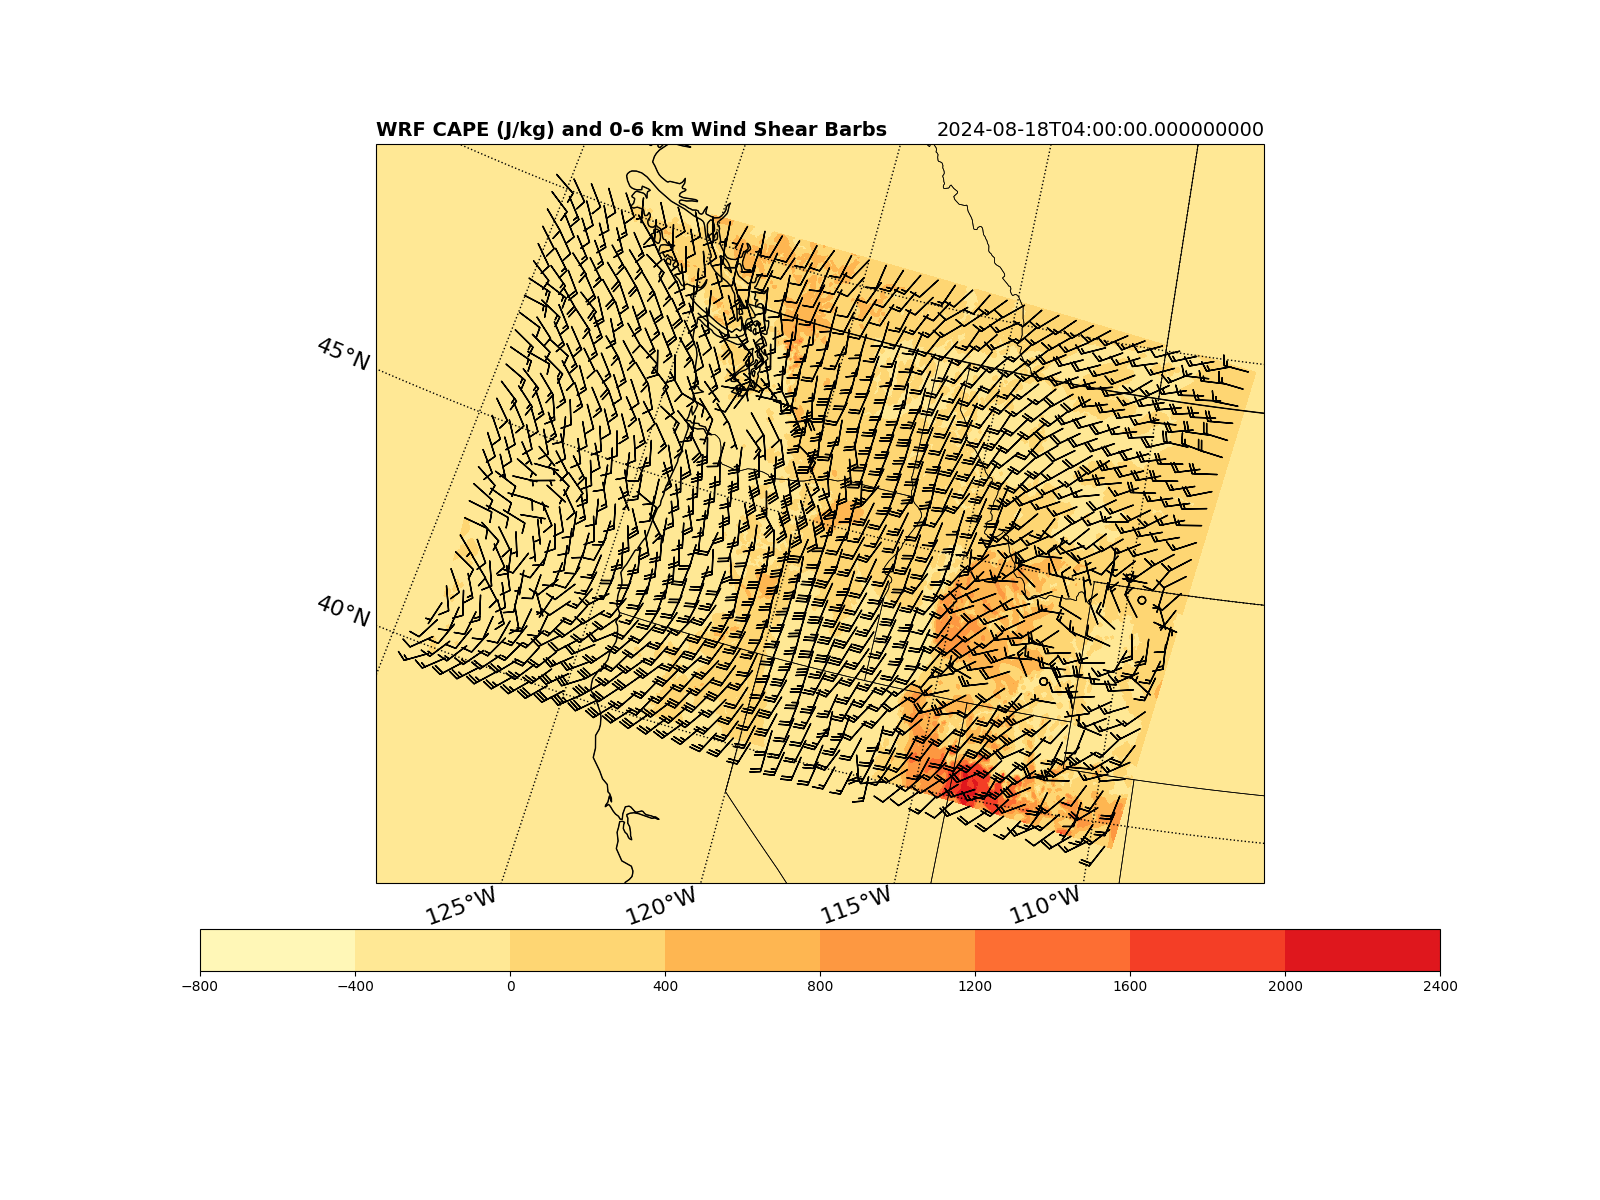 WRF CAPE (J/kg) and 0-6 km Wind Shear Barbs 2024-08-18T04:00:00.000000000
45°N
40°N
125°W 120°W 115°W 110°W
−800 −400 0 400 800 1200 1600 2000 2400